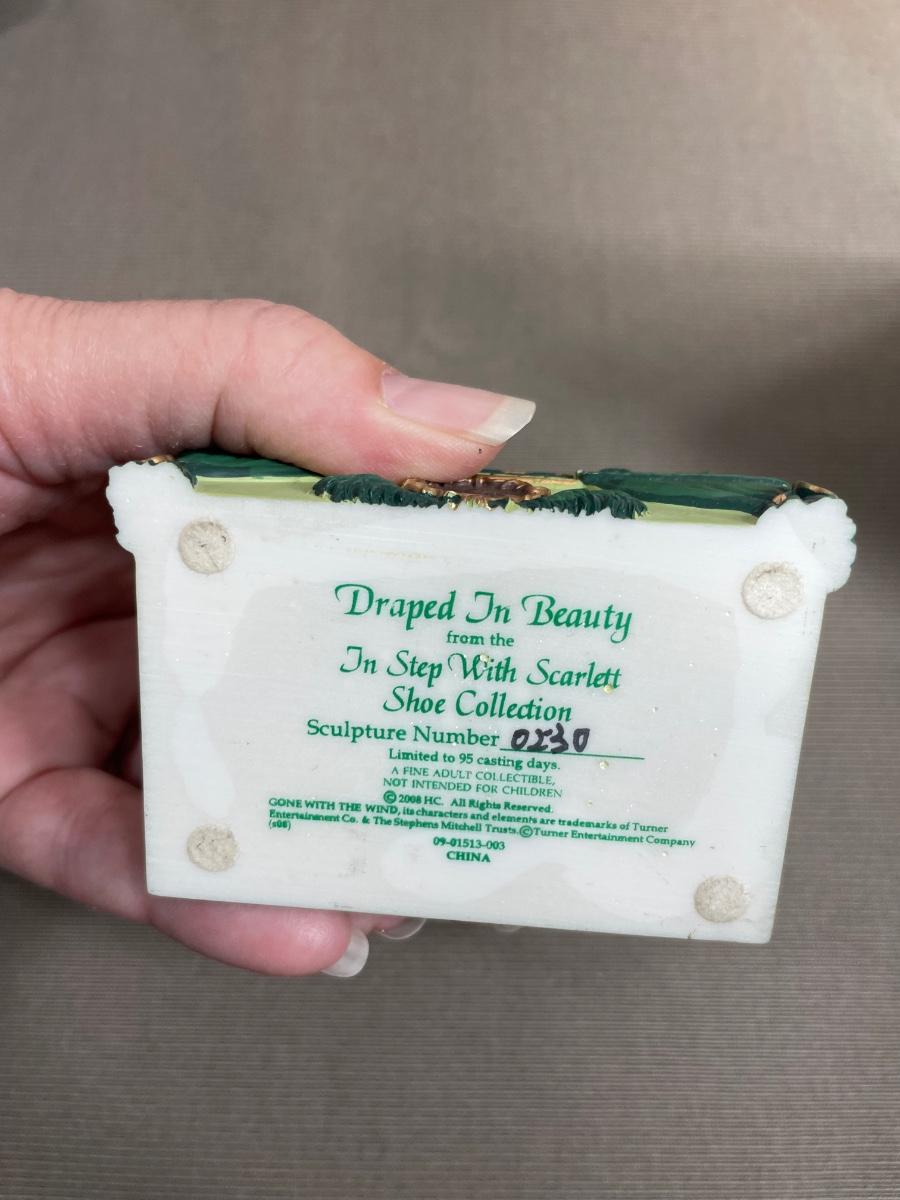 Draped In Beauty
from the
In Step With Scarlett
Shoe Collection
Sculpture Number
Limited to 95 casting days.
A FINE ADULT COLLECTIBLE,
NOT INTENDED FOR CHILDREN
© 2008 HC. All Rights Reserved.
GONE WITH THE WIND, its characters and elements are trademarks of Turner
Entertainment Co. & The Stephens Mitchell Trusts. © Turner Entertainment Company
(s08)
09-01513-003
CHINA